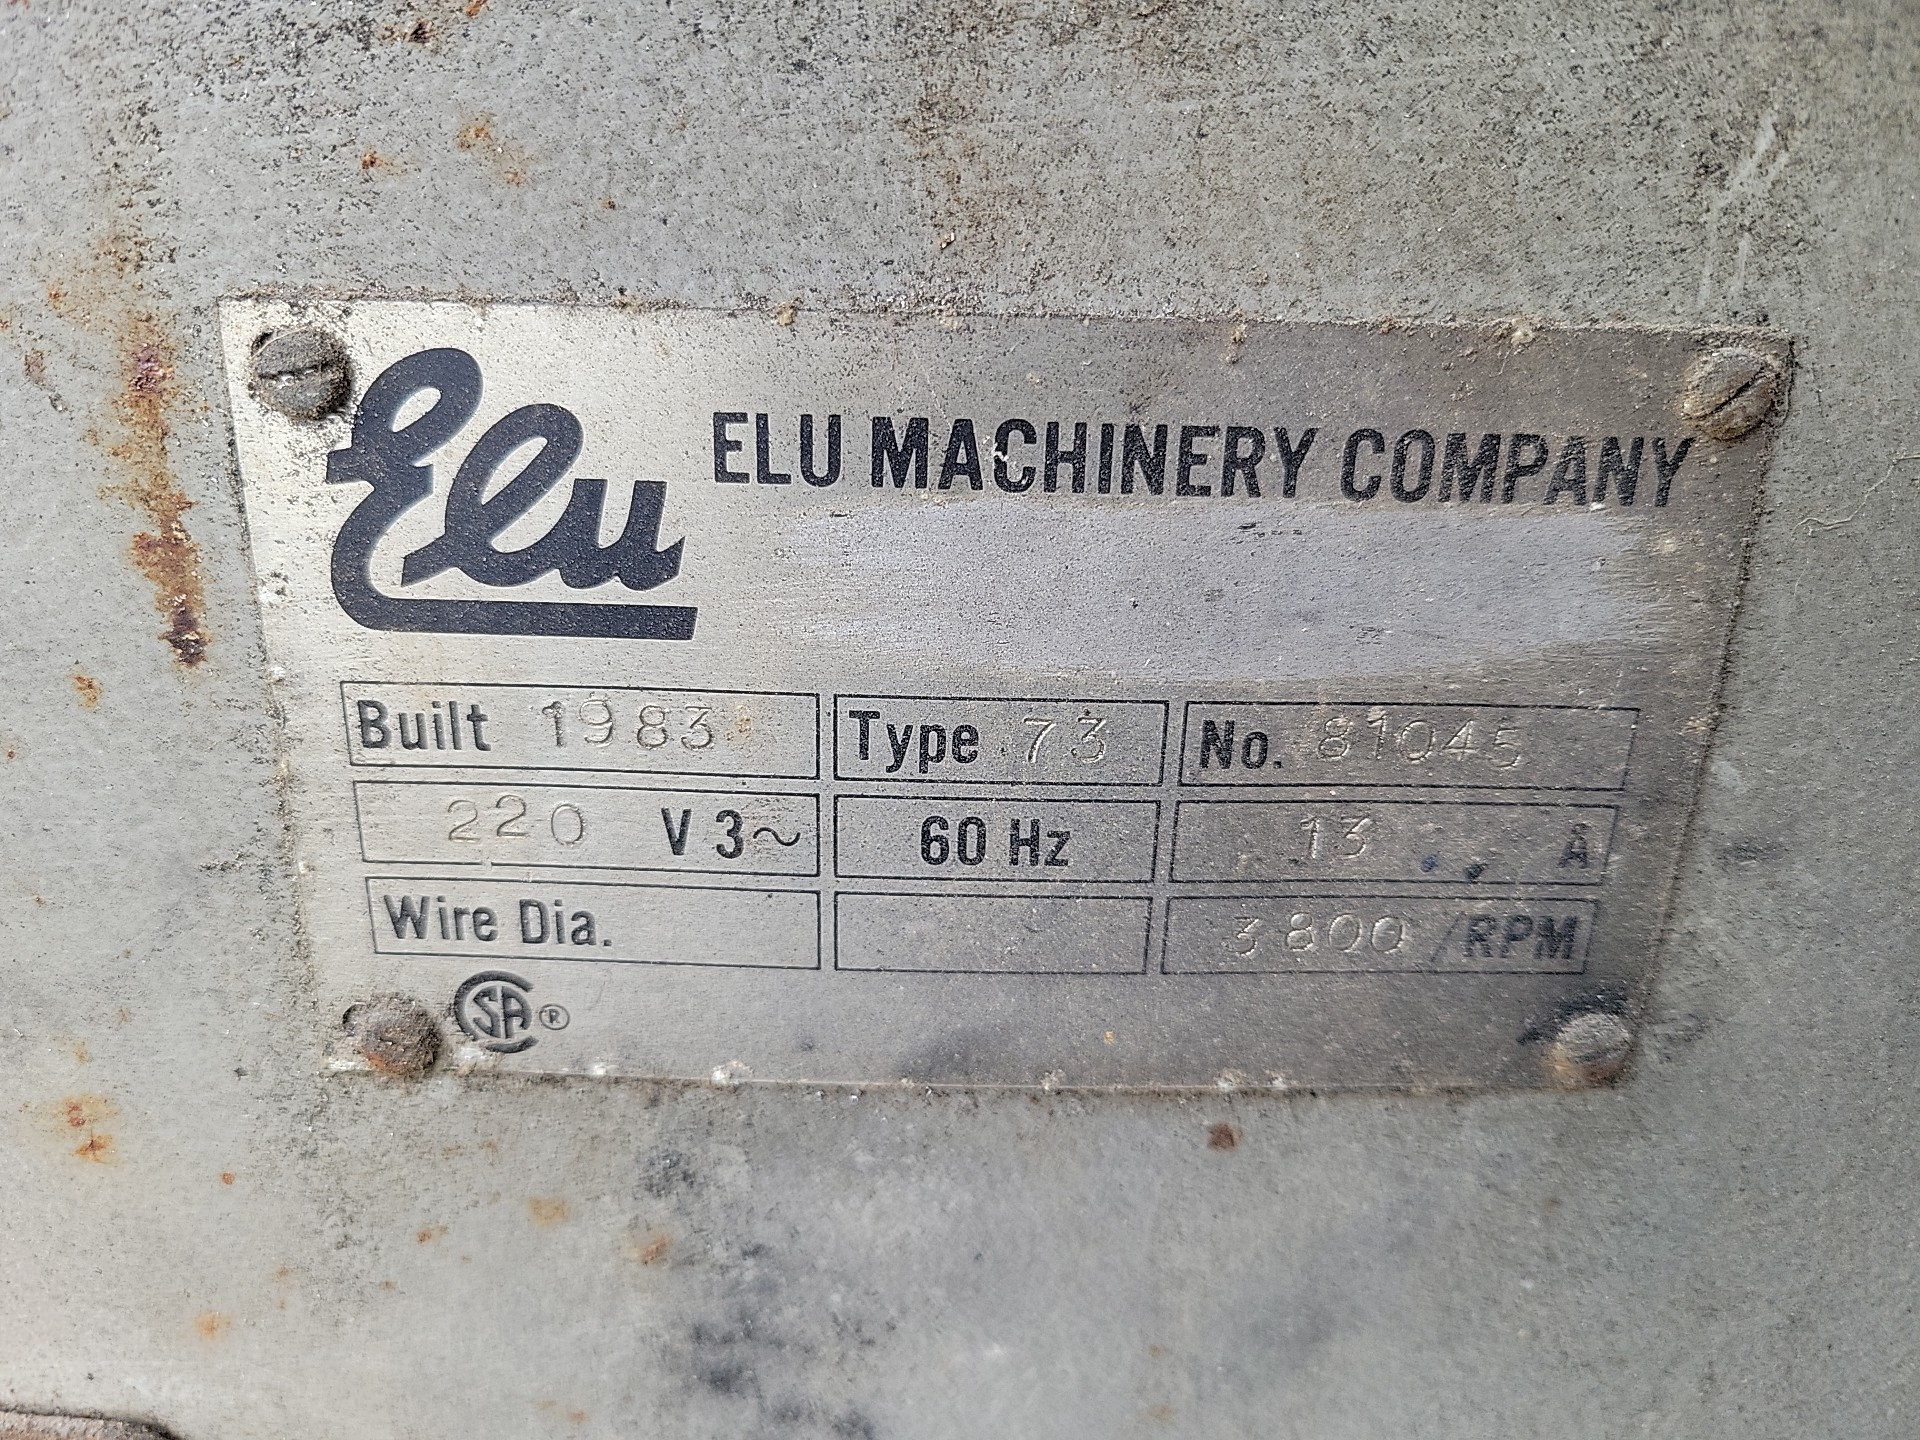 Elu
ELU MACHINERY COMPANY
Built 1983 Type 73 No. 81045
220 V 3~ 60 Hz 13 A
Wire Dia. 3800 /RPM
CSA ®